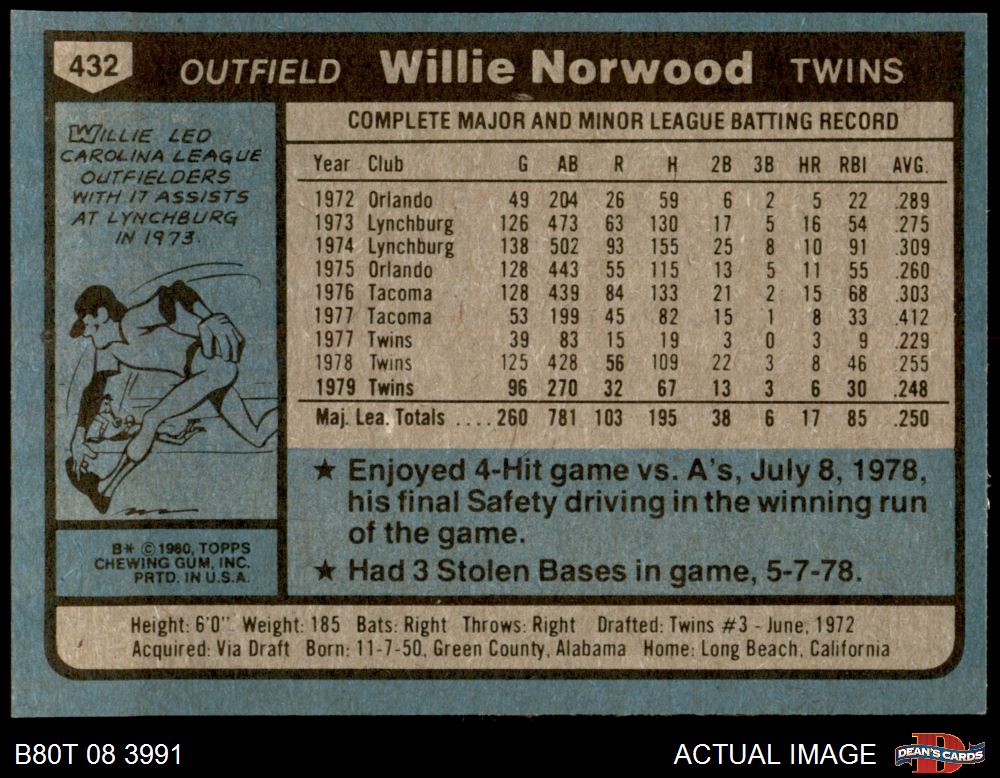 432 OUTFIELD Willie Norwood TWINS
WILLIE LED
CAROLINA LEAGUE
OUTFIELDERS
WITH 17 ASSISTS
AT LYNCHBURG
IN 1973.
B* © 1980, TOPPS
CHEWING GUM, INC.
PRTD. IN U.S.A.
COMPLETE MAJOR AND MINOR LEAGUE BATTING RECORD
Year Club G AB R H 2B 3B HR RBI AVG.
1972 Orlando 49 204 26 59 6 2 5 22 .289
1973 Lynchburg 126 473 63 130 17 5 16 54 .275
1974 Lynchburg 138 502 93 155 25 8 10 91 .309
1975 Orlando 128 443 55 115 13 5 11 55 .260
1976 Tacoma 128 439 84 133 21 2 15 68 .303
1977 Tacoma 53 199 45 82 15 1 8 33 .412
1977 Twins 39 83 15 19 3 0 3 9 .229
1978 Twins 125 428 56 109 22 3 8 46 .255
1979 Twins 96 270 32 67 13 3 6 30 .248
Maj. Lea. Totals .... 260 781 103 195 38 6 17 85 .250
★ Enjoyed 4-Hit game vs. A's, July 8, 1978,
his final Safety driving in the winning run
of the game.
★ Had 3 Stolen Bases in game, 5-7-78.
Height: 6'0" Weight: 185 Bats: Right Throws: Right Drafted: Twins #3 - June, 1972
Acquired: Via Draft Born: 11-7-50, Green County, Alabama Home: Long Beach, California
B80T 08 3991 ACTUAL IMAGE DEAN'S CARDS